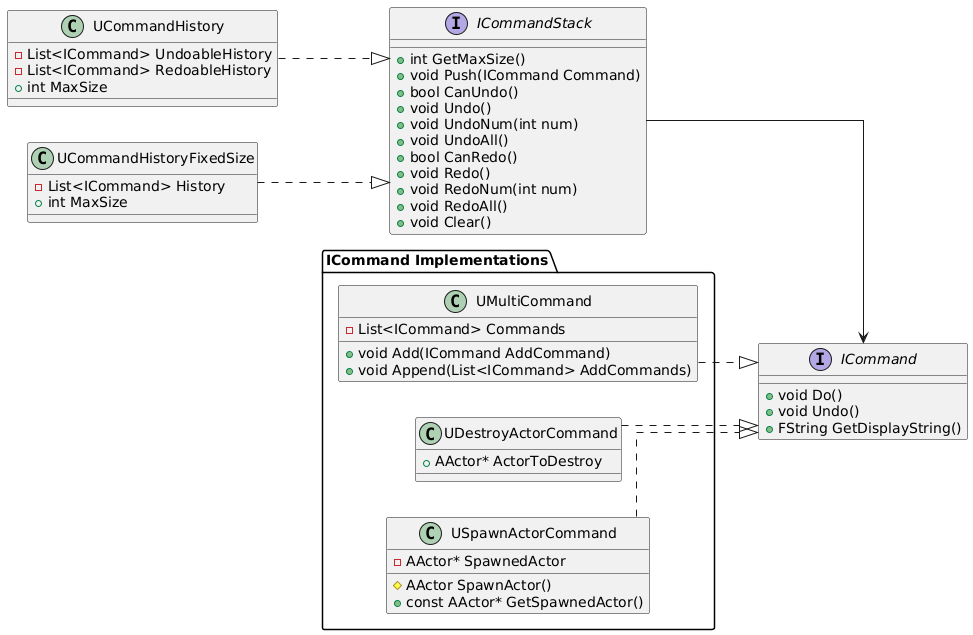 C UCommandHistory
List<ICommand> UndoableHistory
List<ICommand> RedoableHistory
int MaxSize
I ICommandStack
int GetMaxSize()
void Push(ICommand Command)
bool CanUndo()
void Undo()
void UndoNum(int num)
void UndoAll()
bool CanRedo()
void Redo()
void RedoNum(int num)
void RedoAll()
void Clear()
C UCommandHistoryFixedSize
List<ICommand> History
int MaxSize
ICommand Implementations
C UMultiCommand
List<ICommand> Commands
void Add(ICommand AddCommand)
void Append(List<ICommand> AddCommands)
I ICommand
void Do()
void Undo()
FString GetDisplayString()
C UDestroyActorCommand
AActor* ActorToDestroy
C USpawnActorCommand
AActor* SpawnedActor
AActor SpawnActor()
const AActor* GetSpawnedActor()